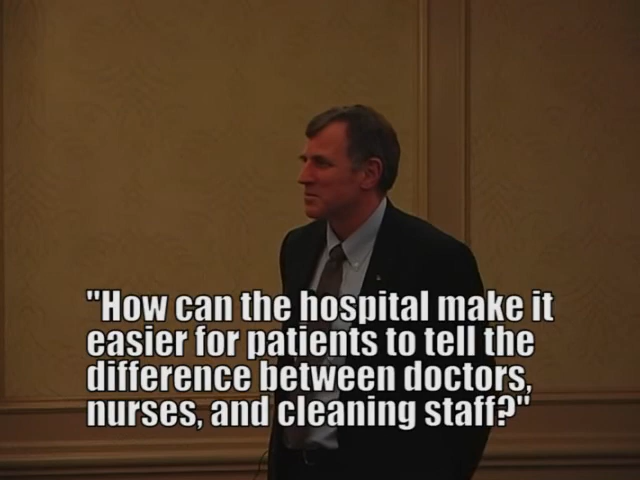 "How can the hospital make it
easier for patients to tell the
difference between doctors,
nurses, and cleaning staff?"